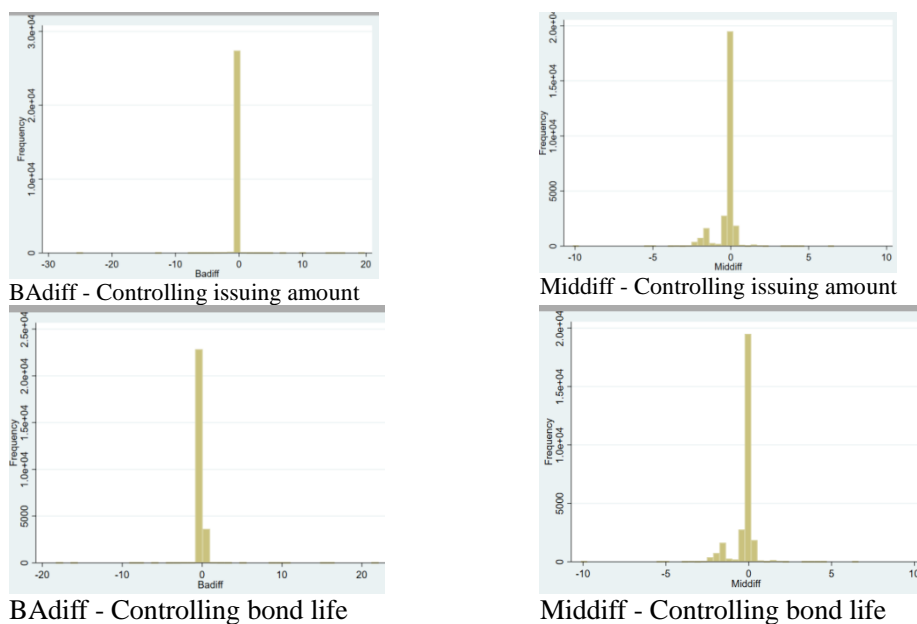 3.0e+04
2.0e+04
1.0e+04
0
Frequency
-30 -20 -10 0 10 20
Badiff
BAdiff - Controlling issuing amount
2.0e+04
1.5e+04
1.0e+04
5000
0
Frequency
-10 -5 0 5 10
Middiff
Middiff - Controlling issuing amount
2.5e+04
2.0e+04
1.5e+04
1.0e+04
5000
0
Frequency
-20 -10 0 10 20
Badiff
BAdiff - Controlling bond life
2.0e+04
1.5e+04
1.0e+04
5000
0
Frequency
-10 -5 0 5 10
Middiff
Middiff - Controlling bond life